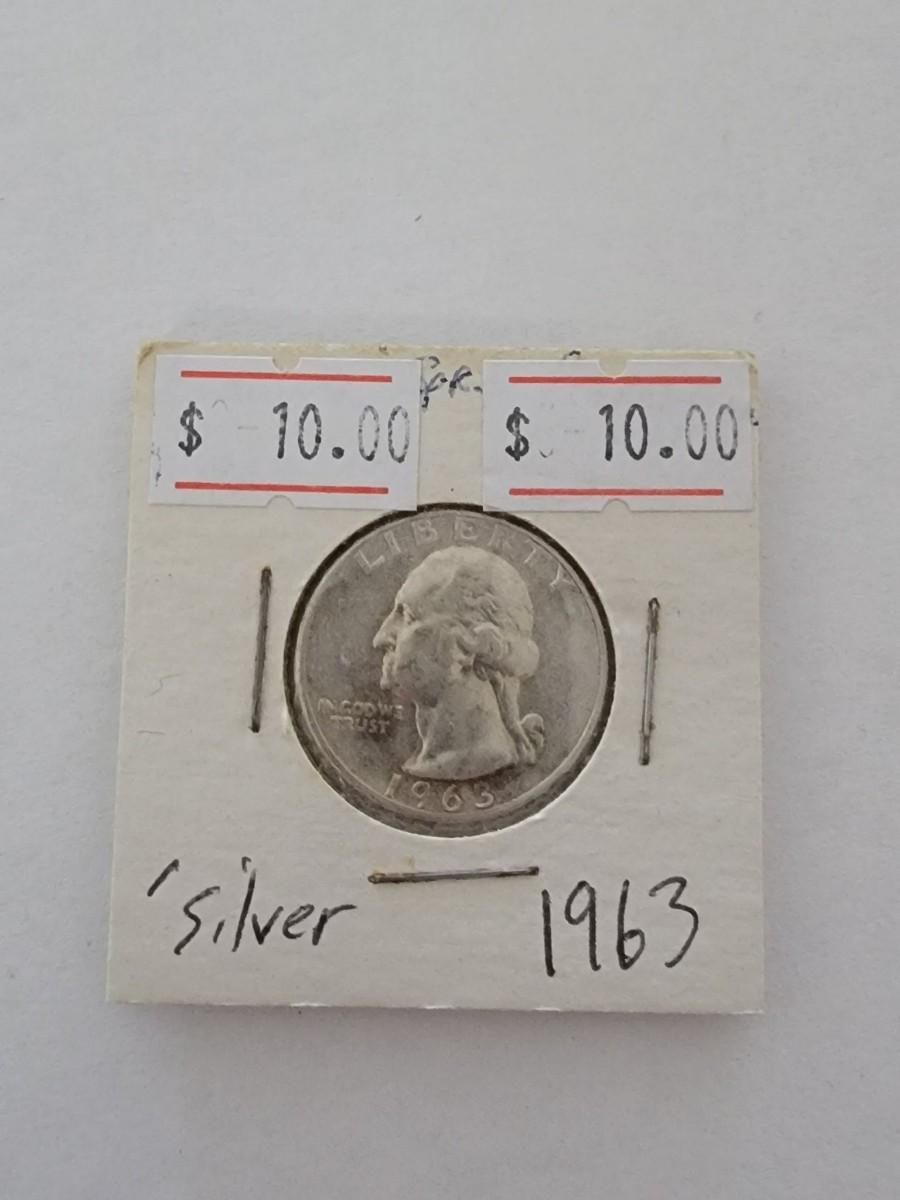 $ 10.00 $ 10.00
LIBERTY
IN GOD WE
TRUST
1963
'silver 1963